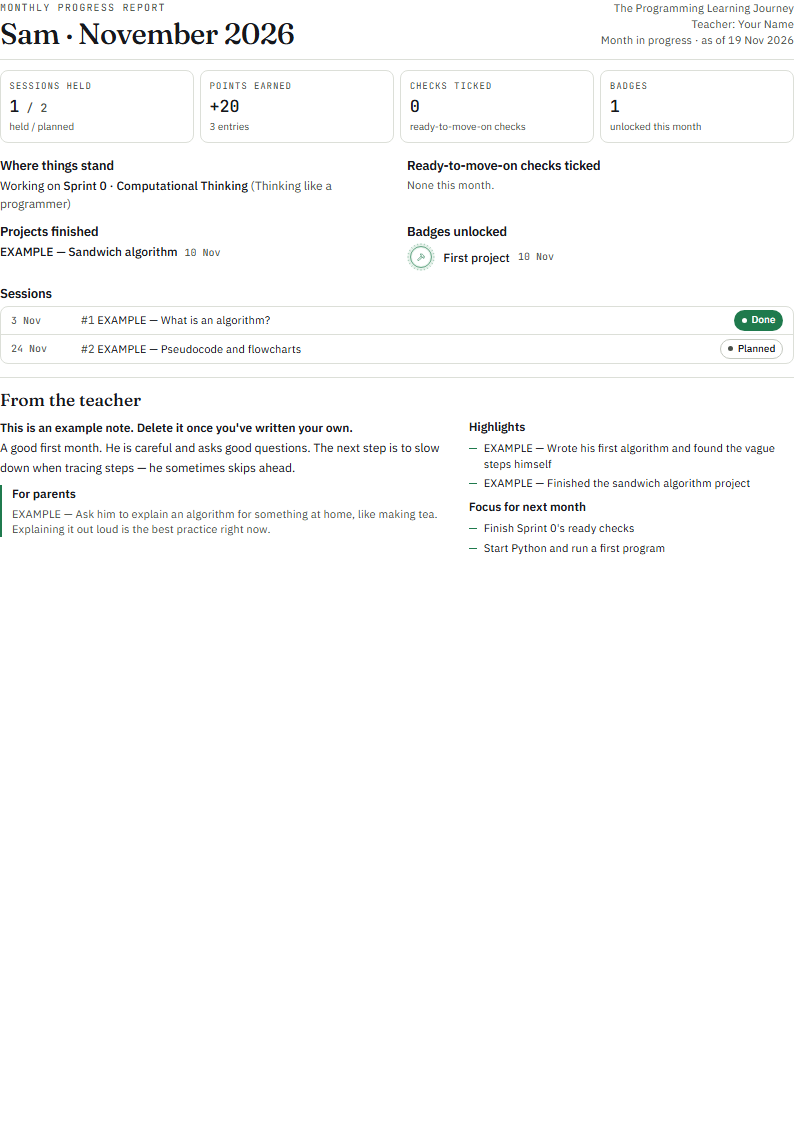 MONTHLY PROGRESS REPORT
Sam · November 2026
The Programming Learning Journey
Teacher: Your Name
Month in progress · as of 19 Nov 2026
SESSIONS HELD
1 / 2
held / planned
POINTS EARNED
+20
3 entries
CHECKS TICKED
0
ready-to-move-on checks
BADGES
1
unlocked this month
Where things stand
Working on Sprint 0 · Computational Thinking (Thinking like a
programmer)
Ready-to-move-on checks ticked
None this month.
Projects finished
EXAMPLE — Sandwich algorithm 10 Nov
Badges unlocked
First project 10 Nov
Sessions
3 Nov #1 EXAMPLE — What is an algorithm? Done
24 Nov #2 EXAMPLE — Pseudocode and flowcharts Planned
From the teacher
This is an example note. Delete it once you've written your own.
A good first month. He is careful and asks good questions. The next step is to slow
down when tracing steps — he sometimes skips ahead.
For parents
EXAMPLE — Ask him to explain an algorithm for something at home, like making tea.
Explaining it out loud is the best practice right now.
Highlights
— EXAMPLE — Wrote his first algorithm and found the vague
steps himself
— EXAMPLE — Finished the sandwich algorithm project
Focus for next month
— Finish Sprint 0's ready checks
— Start Python and run a first program